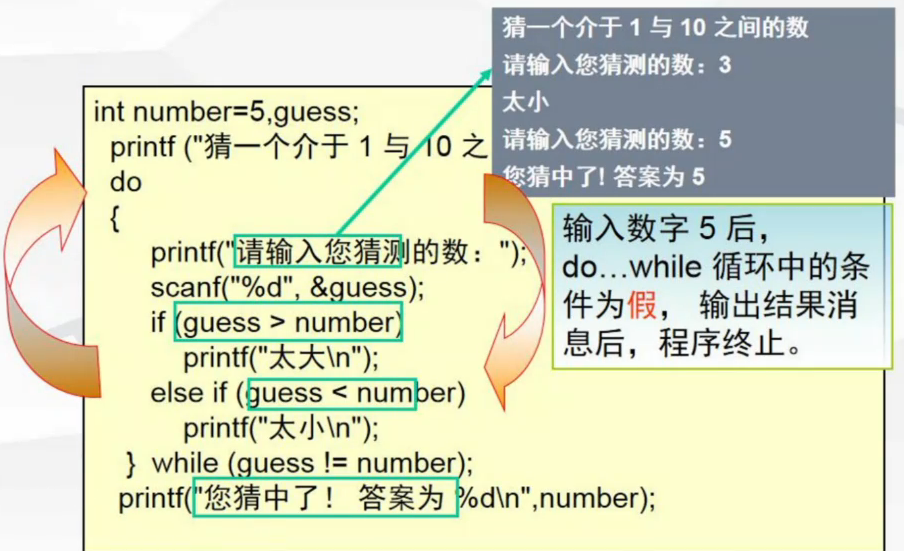 猜一个介于 1 与 10 之间的数
请输入您猜测的数：3
太小
请输入您猜测的数：5
您猜中了! 答案为 5
int number=5,guess;
printf ("猜一个介于 1 与 10 之
do
{
printf("请输入您猜测的数：");
scanf("%d", &guess);
if (guess > number)
printf("太大\n");
else if (guess < number)
printf("太小\n");
} while (guess != number);
printf("您猜中了！ 答案为 %d\n",number);
输入数字 5 后，
do…while 循环中的条
件为假， 输出结果消
息后，程序终止。